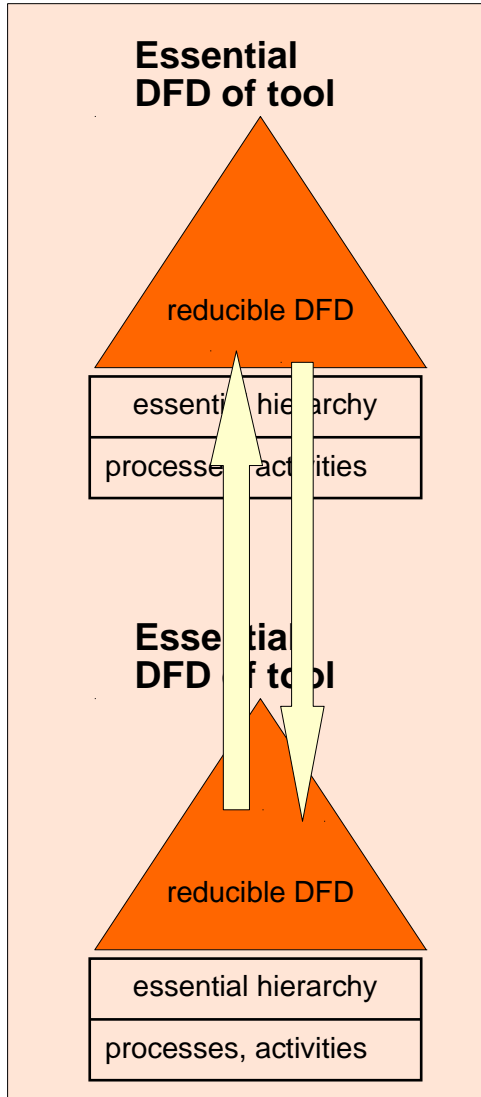 Essential
DFD of tool
reducible DFD
essential hierarchy
processes, activities
Essential
DFD of tool
reducible DFD
essential hierarchy
processes, activities